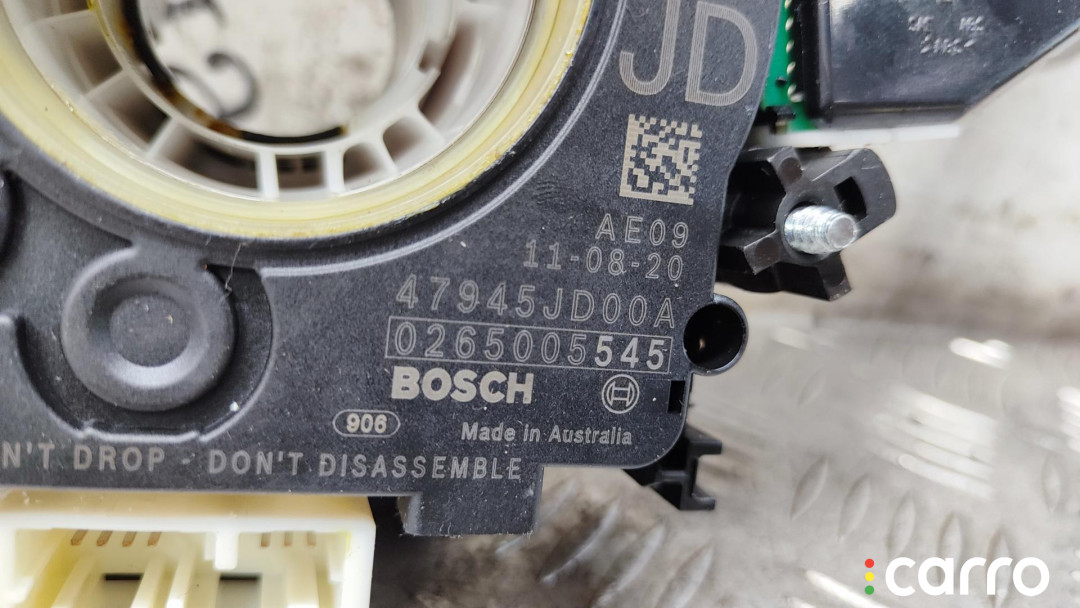 JD
AE09
11-08-20
47945JD00A
0265005545
BOSCH
906
Made in Australia
N'T DROP - DON'T DISASSEMBLE
carro